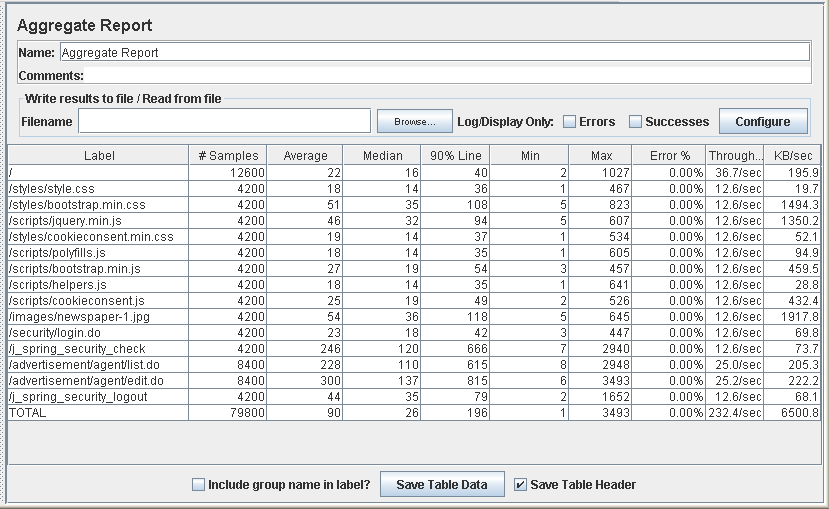 Aggregate Report
Name: Aggregate Report
Comments:
Write results to file / Read from file
Filename Browse... Log/Display Only: Errors Successes Configure
Label # Samples Average Median 90% Line Min Max Error % Through... KB/sec
/ 12600 22 16 40 2 1027 0.00% 36.7/sec 195.9
/styles/style.css 4200 18 14 36 1 467 0.00% 12.6/sec 19.7
/styles/bootstrap.min.css 4200 51 35 108 5 823 0.00% 12.6/sec 1494.3
/scripts/jquery.min.js 4200 46 32 94 5 607 0.00% 12.6/sec 1350.2
/styles/cookieconsent.min.css 4200 19 14 37 1 534 0.00% 12.6/sec 52.1
/scripts/polyfills.js 4200 18 14 35 1 605 0.00% 12.6/sec 94.9
/scripts/bootstrap.min.js 4200 27 19 54 3 457 0.00% 12.6/sec 459.5
/scripts/helpers.js 4200 18 14 35 1 641 0.00% 12.6/sec 28.8
/scripts/cookieconsent.js 4200 25 19 49 2 526 0.00% 12.6/sec 432.4
/images/newspaper-1.jpg 4200 54 36 118 5 645 0.00% 12.6/sec 1917.8
/security/login.do 4200 23 18 42 3 447 0.00% 12.6/sec 69.8
/j_spring_security_check 4200 246 120 666 7 2940 0.00% 12.6/sec 73.7
/advertisement/agent/list.do 8400 228 110 615 8 2948 0.00% 25.0/sec 205.3
/advertisement/agent/edit.do 8400 300 137 815 6 3493 0.00% 25.2/sec 222.2
/j_spring_security_logout 4200 44 35 79 2 1652 0.00% 12.6/sec 68.1
TOTAL 79800 90 26 196 1 3493 0.00% 232.4/sec 6500.8
Include group name in label? Save Table Data Save Table Header